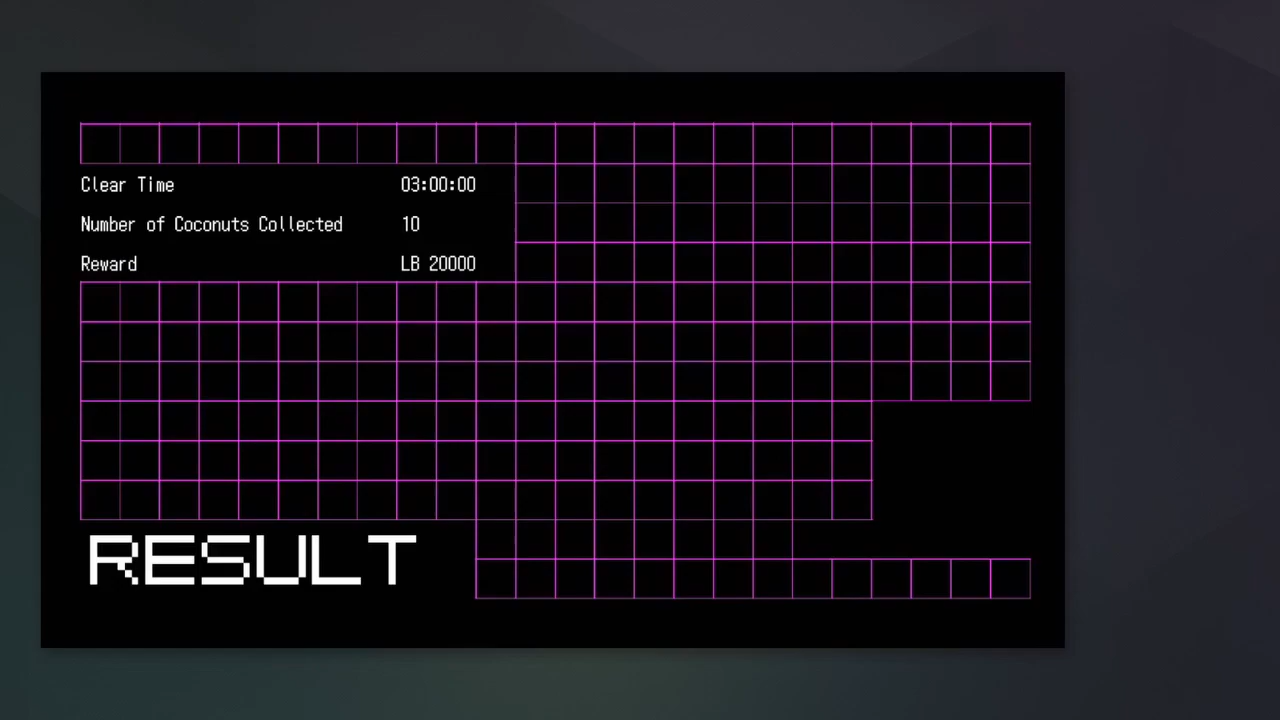 Clear Time 03:00:00
Number of Coconuts Collected 10
Reward LB 20000
RESULT